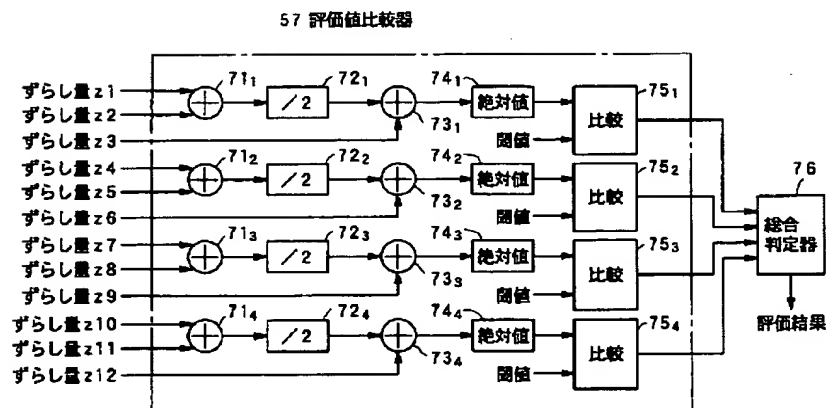 57 評価値比較器
ずらし量z1
ずらし量z2
ずらし量z3
71₁
/2
72₁
73₁
74₁
絶対値
閾値
75₁
比較
ずらし量z4
ずらし量z5
ずらし量z6
71₂
/2
72₂
73₂
74₂
絶対値
閾値
75₂
比較
ずらし量z7
ずらし量z8
ずらし量z9
71₃
/2
72₃
73₃
74₃
絶対値
閾値
75₃
比較
ずらし量z10
ずらし量z11
ずらし量z12
71₄
/2
72₄
73₄
74₄
絶対値
閾値
75₄
比較
76
総合
判定器
評価結果